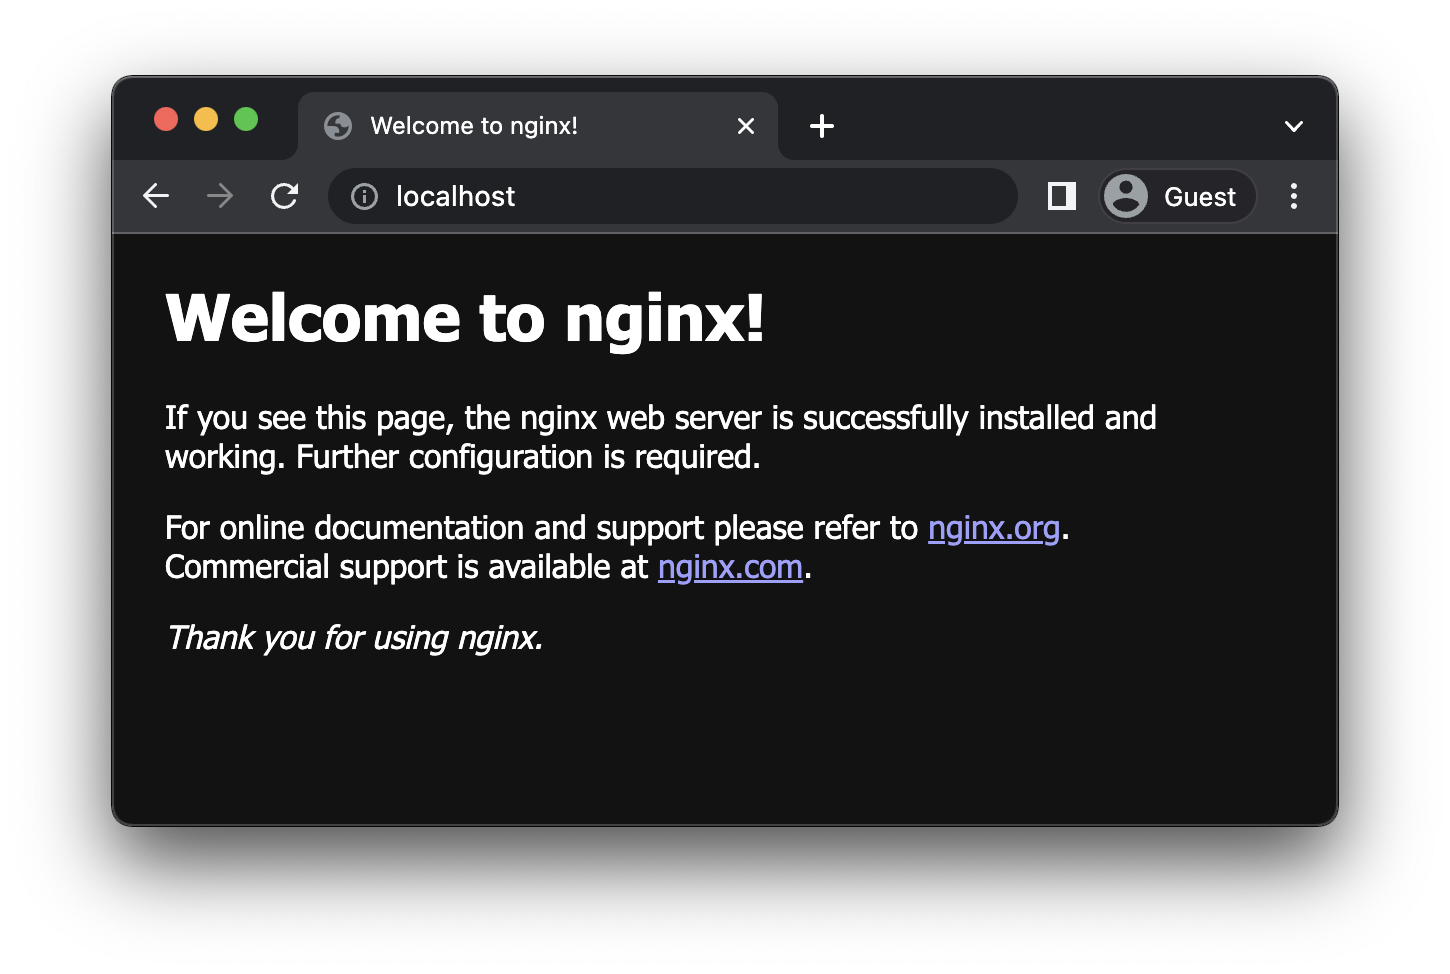 Welcome to nginx!
localhost
Guest
Welcome to nginx!
If you see this page, the nginx web server is successfully installed and
working. Further configuration is required.
For online documentation and support please refer to nginx.org.
Commercial support is available at nginx.com.
Thank you for using nginx.